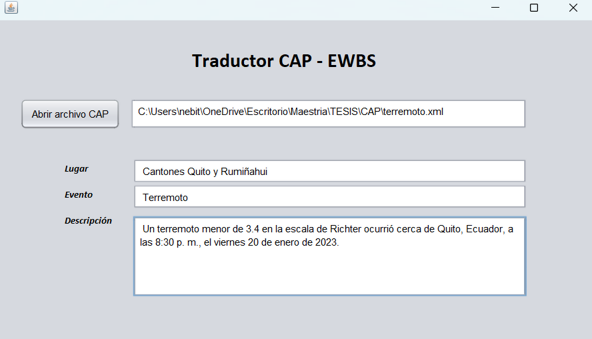 Traductor CAP - EWBS
Abrir archivo CAP
C:\Users\nebit\OneDrive\Escritorio\Maestria\TESIS\CAP\terremoto.xml
Lugar
Cantones Quito y Rumiñahui
Evento
Terremoto
Descripción
Un terremoto menor de 3.4 en la escala de Richter ocurrió cerca de Quito, Ecuador, a
las 8:30 p. m., el viernes 20 de enero de 2023.